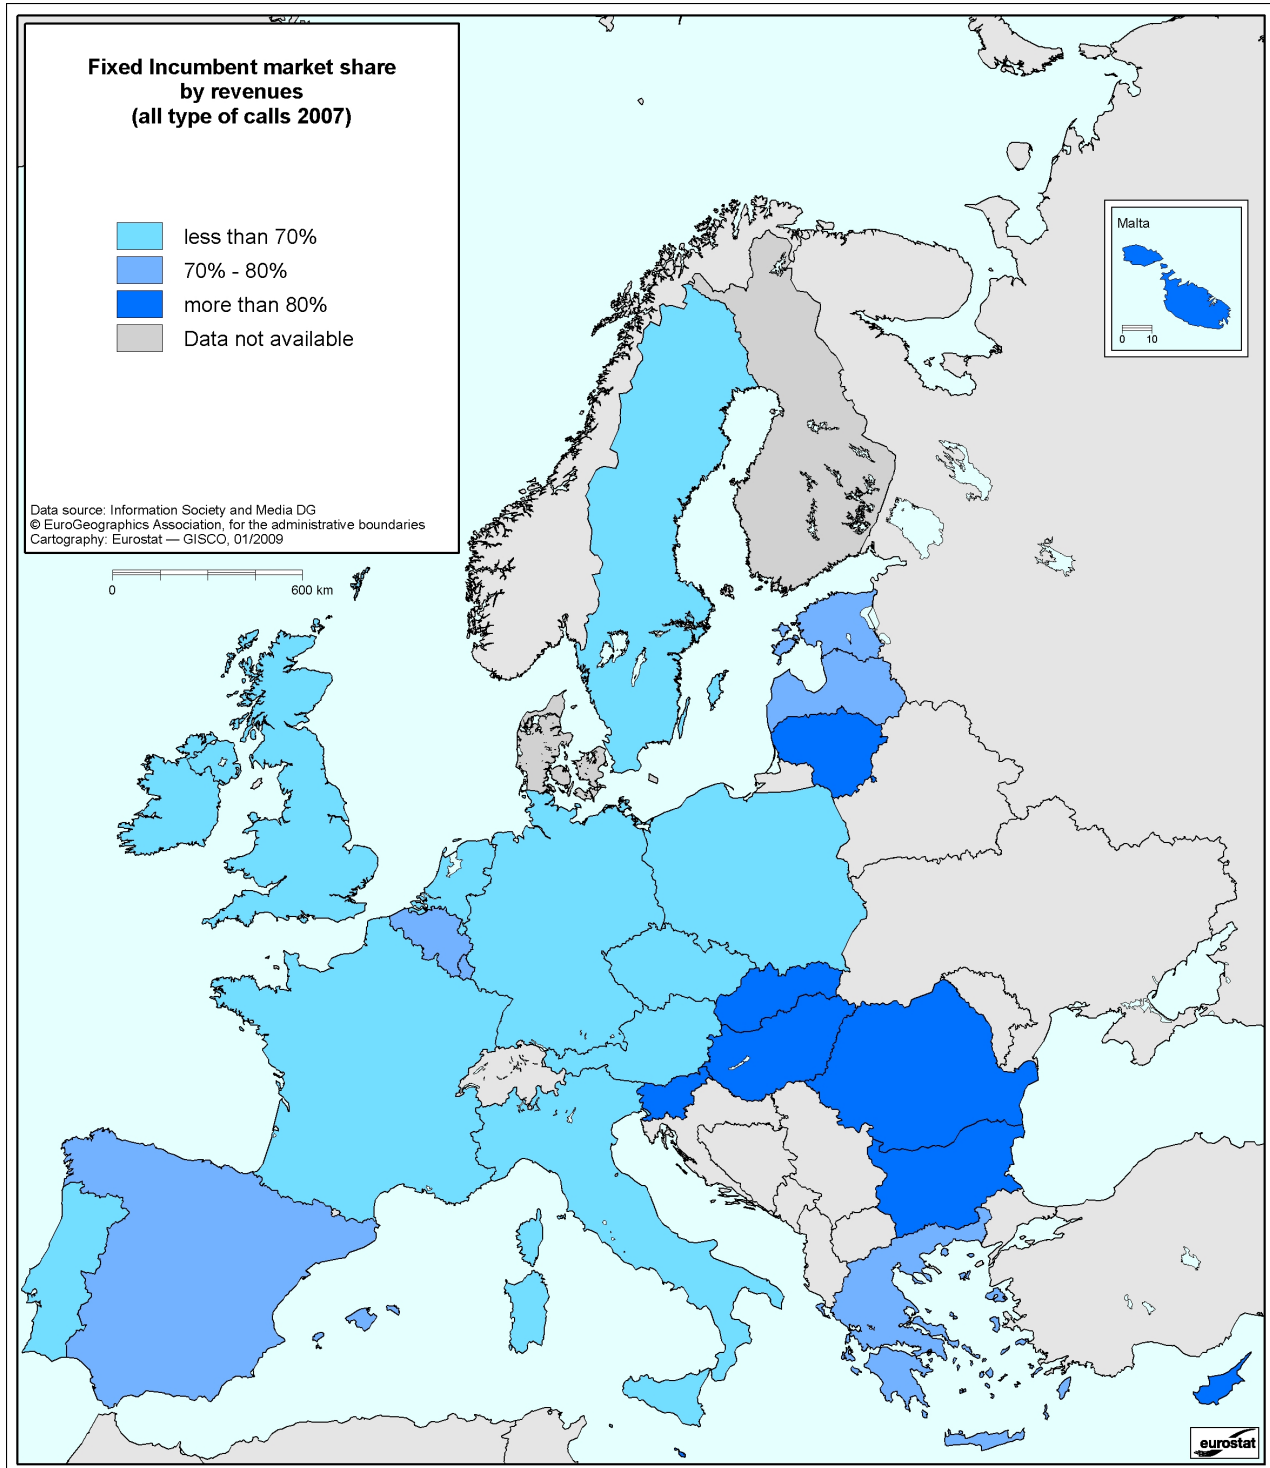 Fixed Incumbent market share
by revenues
(all type of calls 2007)
less than 70%
70% - 80%
more than 80%
Data not available
Data source: Information Society and Media DG
© EuroGeographics Association, for the administrative boundaries
Cartography: Eurostat — GISCO, 01/2009
0 600 km
Malta
0 10
eurostat